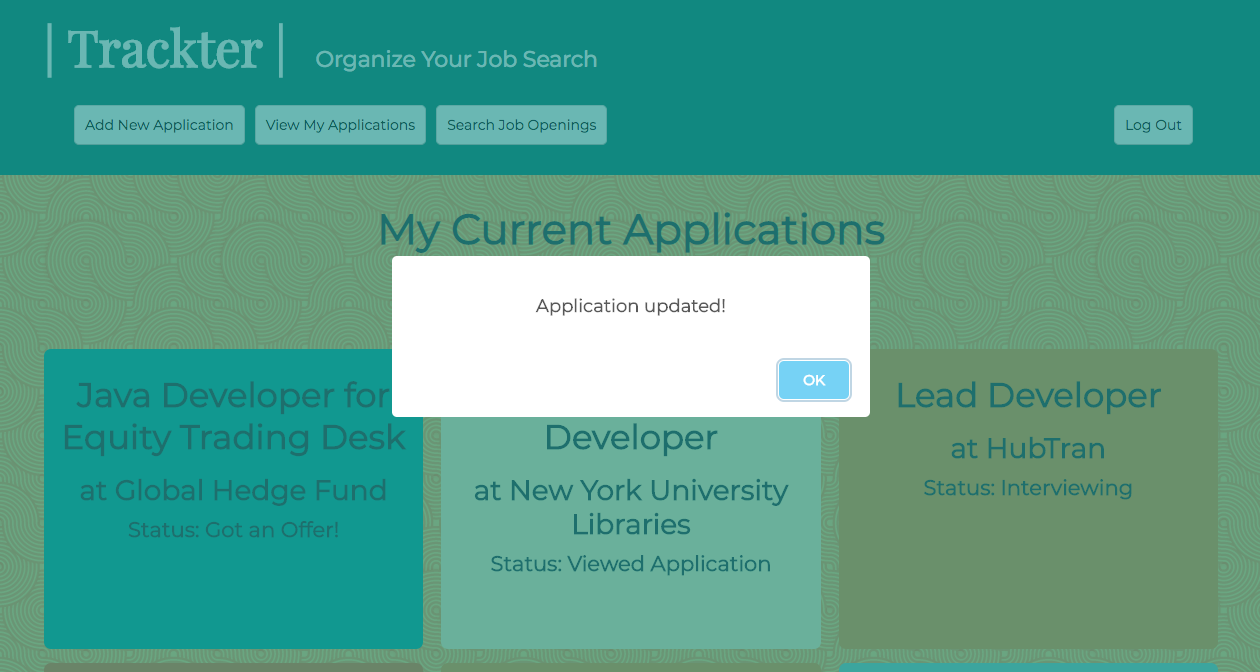 | Trackter |
Organize Your Job Search
Add New Application
View My Applications
Search Job Openings
Log Out
My Current Applications
Application updated!
OK
Java Developer for
Equity Trading Desk
at Global Hedge Fund
Status: Got an Offer!
Developer
at New York University
Libraries
Status: Viewed Application
Lead Developer
at HubTran
Status: Interviewing